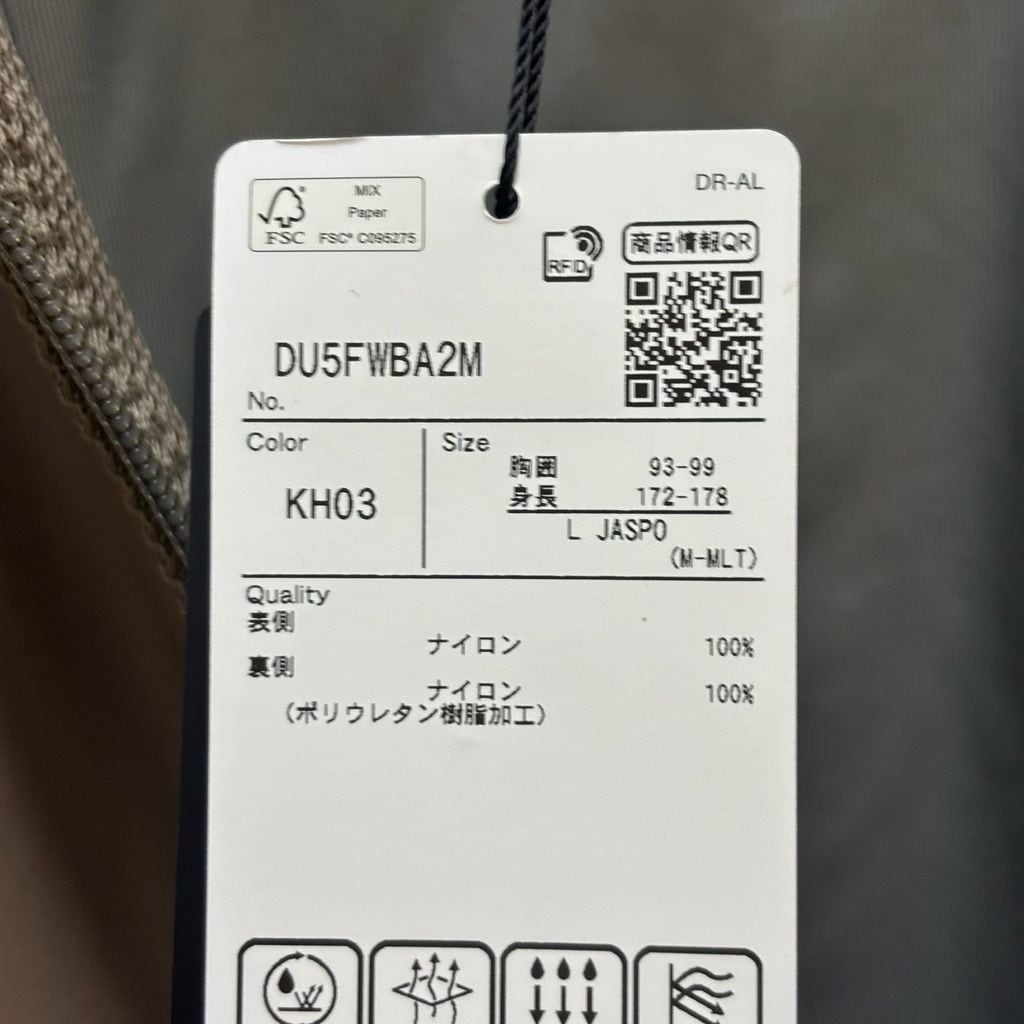 DR-AL
MIX
Paper
FSC
FSC® C095275
RFID
商品情報QR
DU5FWBA2M
No.
Color
KH03
Size
胸囲 93-99
身長 172-178
L JASPO
(M-MLT)
Quality
表側
ナイロン 100%
裏側
ナイロン 100%
(ポリウレタン樹脂加工)